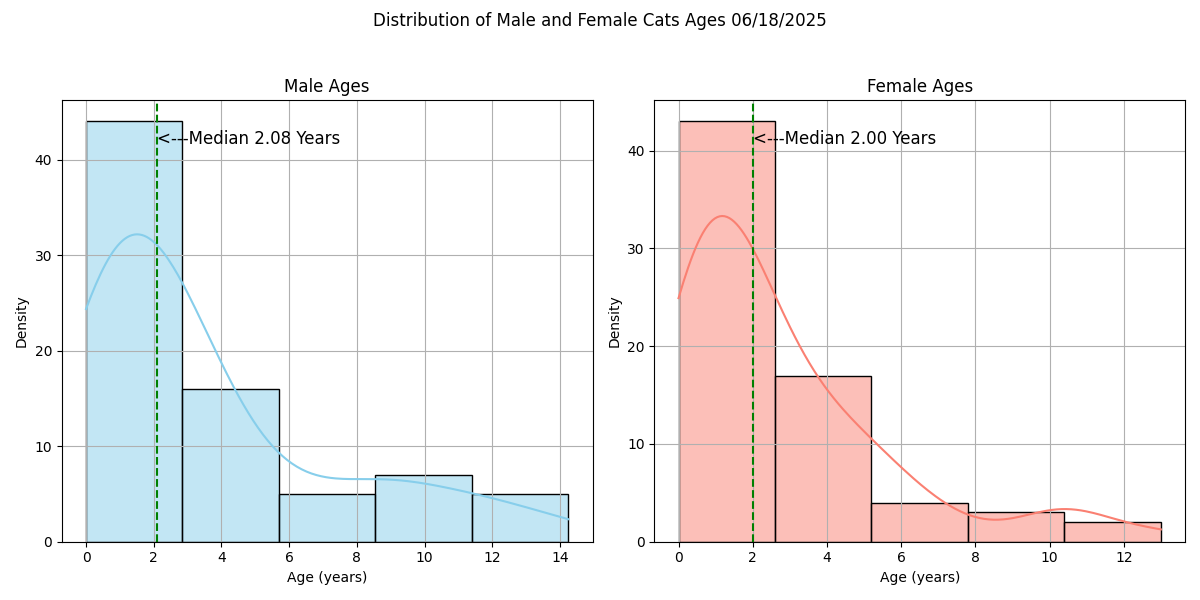 Distribution of Male and Female Cats Ages 06/18/2025
Male Ages
<---Median 2.08 Years
Density
40
30
20
10
0
0 2 4 6 8 10 12 14
Age (years)
Female Ages
<---Median 2.00 Years
Density
40
30
20
10
0
0 2 4 6 8 10 12
Age (years)